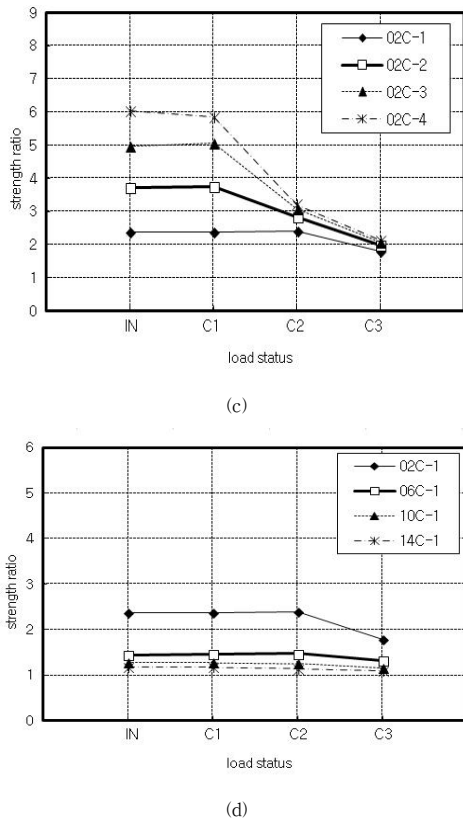 9
8
7
6
5
4
3
2
1
0
strength ratio
02C-1
02C-2
02C-3
02C-4
IN C1 C2 C3
load status
(c)
6
5
4
3
2
1
0
strength ratio
02C-1
06C-1
10C-1
14C-1
IN C1 C2 C3
load status
(d)